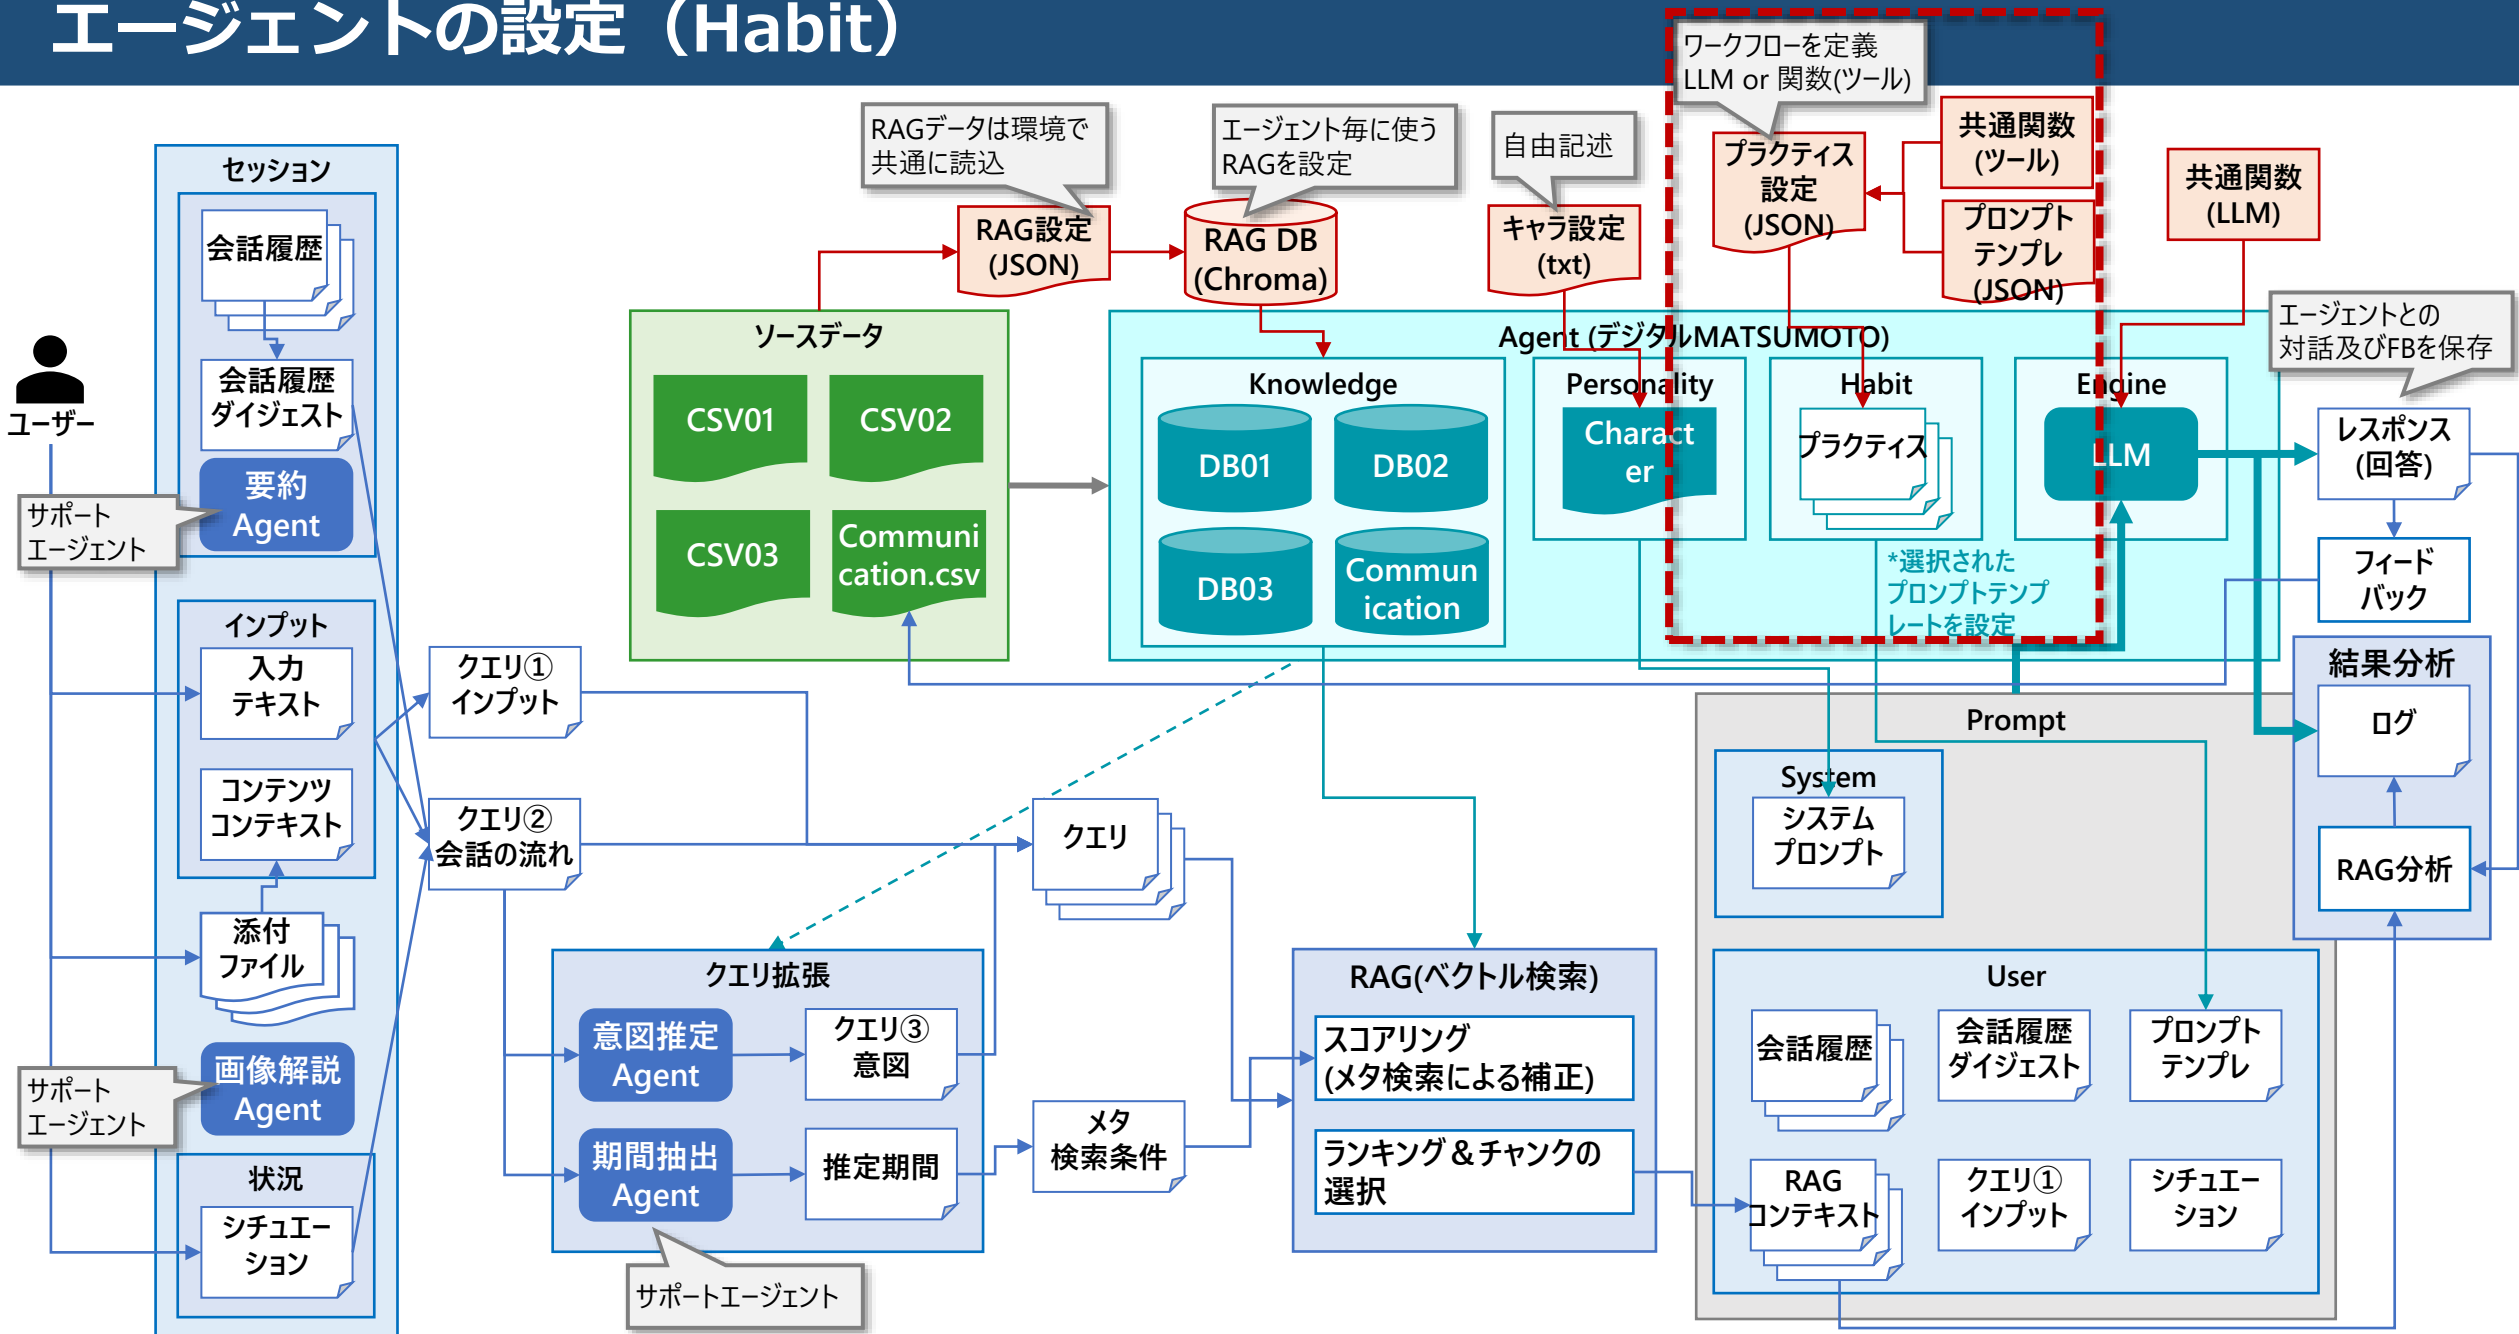 エージェントの設定（Habit）
ワークフローを定義
LLM or 関数(ツール)
RAGデータは環境で
共通に読込
エージェント毎に使う
RAGを設定
自由記述
プラクティス
設定
(JSON)
共通関数
(ツール)
プロンプト
テンプレ
(JSON)
共通関数
(LLM)
RAG設定
(JSON)
RAG DB
(Chroma)
キャラ設定
(txt)
エージェントとの
対話及びFBを保存
セッション
会話履歴
会話履歴
ダイジェスト
要約
Agent
サポート
エージェント
ユーザー
インプット
入力
テキスト
コンテンツ
コンテキスト
添付
ファイル
画像解説
Agent
サポート
エージェント
状況
シチュエー
ション
クエリ①
インプット
クエリ②
会話の流れ
ソースデータ
CSV01
CSV02
CSV03
Communi
cation.csv
Agent (デジタルMATSUMOTO)
Knowledge
DB01
DB02
DB03
Commun
ication
Personality
Charact
er
Habit
プラクティス
*選択された
プロンプトテンプ
レートを設定
Engine
LLM
レスポンス
(回答)
フィード
バック
結果分析
ログ
RAG分析
クエリ
クエリ拡張
意図推定
Agent
クエリ③
意図
期間抽出
Agent
推定期間
サポートエージェント
メタ
検索条件
RAG(ベクトル検索)
スコアリング
(メタ検索による補正)
ランキング＆チャンクの
選択
Prompt
System
システム
プロンプト
User
会話履歴
会話履歴
ダイジェスト
プロンプト
テンプレ
RAG
コンテキスト
クエリ①
インプット
シチュエー
ション